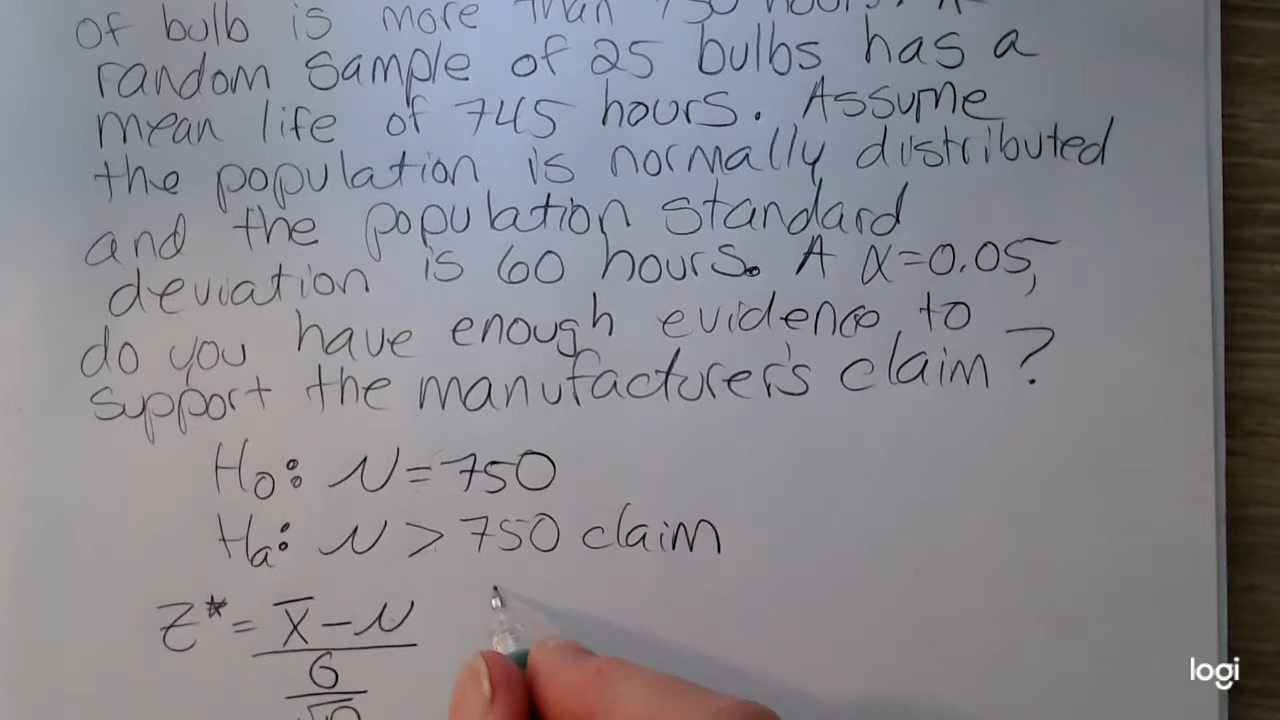 of bulb is more than 750 hours. A
random sample of 25 bulbs has a
mean life of 745 hours. Assume
the population is normally distributed
and the population standard
deviation is 60 hours. A α=0.05,
do you have enough evidence to
support the manufacturer's claim?
H₀: μ=750
Hₐ: μ > 750 claim
Z* = x̄-μ
σ
√n
logi